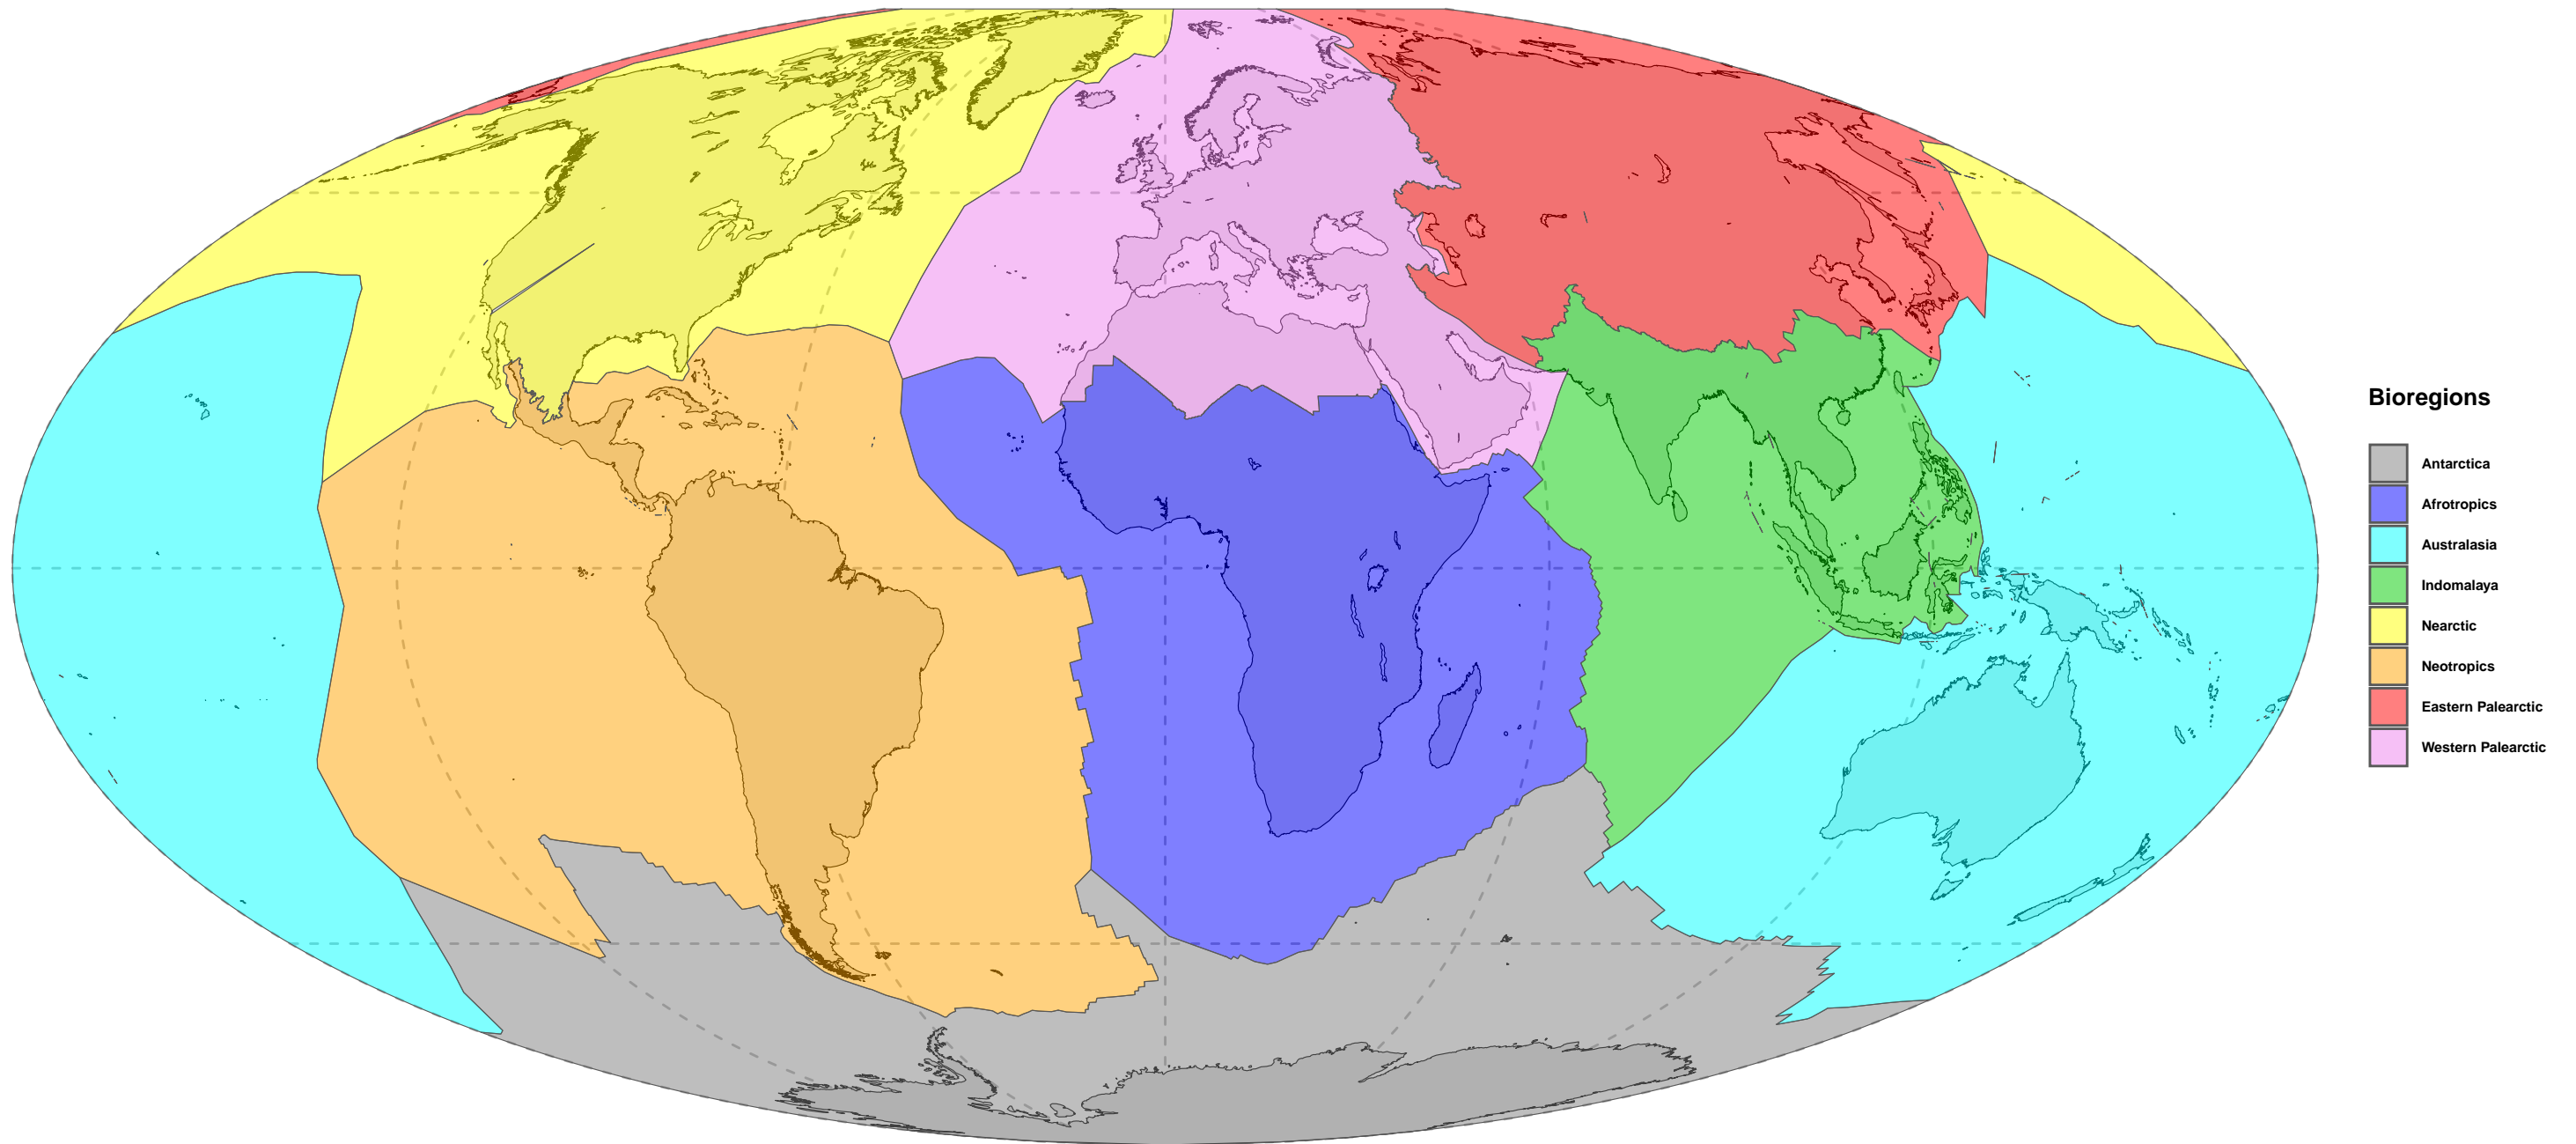 Bioregions
Antarctica
Afrotropics
Australasia
Indomalaya
Nearctic
Neotropics
Eastern Palearctic
Western Palearctic